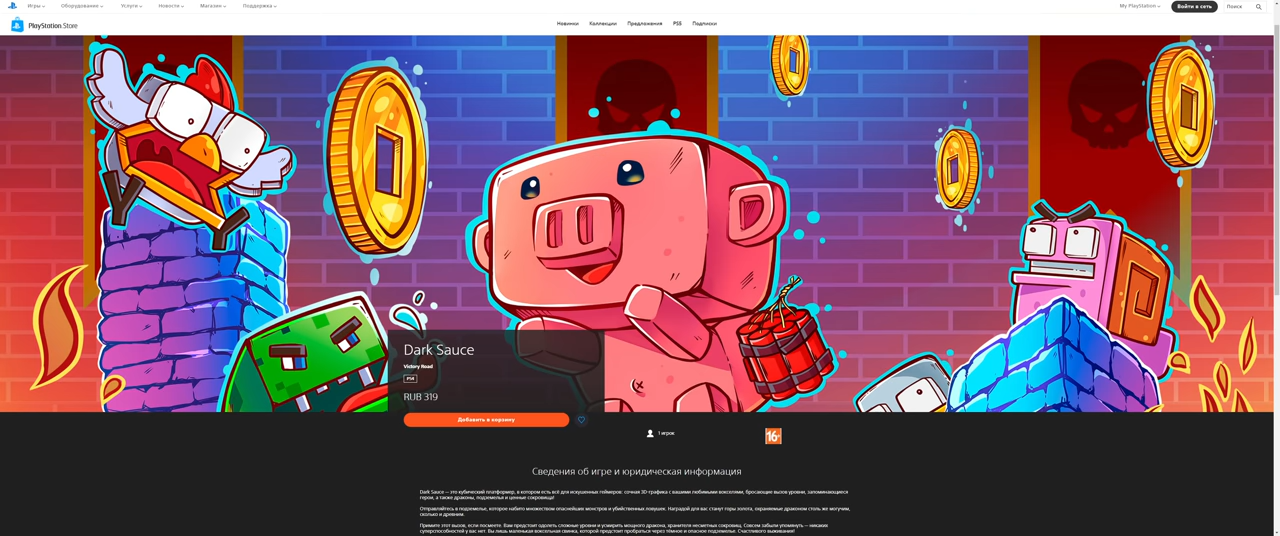 Игры
Оборудование
Услуги
Новости
Магазин
Поддержка
My PlayStation
Войти в сеть
Поиск
PlayStation Store
Новинки
Коллекции
Предложения
PS5
Подписки
Dark Sauce
Victory Road
PS4
RUB 319
Добавить в корзину
1 игрок
16+
Сведения об игре и юридическая информация
Dark Sauce — это кубический платформер, в котором есть всё для искушенных геймеров: сочная 3D-графика с вашими любимыми вокселями, бросающие вызов уровни, запоминающиеся
герои, а также драконы, подземелья и ценные сокровища!
Отправляйтесь в подземелье, которое набито множеством опаснейших монстров и убийственных ловушек. Наградой для вас станут горы золота, охраняемые драконом столь же могучим,
сколько и древним.
Примите этот вызов, если посмеете. Вам предстоит одолеть сложные уровни и усмирить мощного дракона, хранителя несметных сокровищ. Совсем забыли упомянуть — никаких
суперспособностей у вас нет. Вы лишь маленькая воксельная свинка, которой предстоит пробраться через тёмное и опасное подземелье. Счастливого выживания!